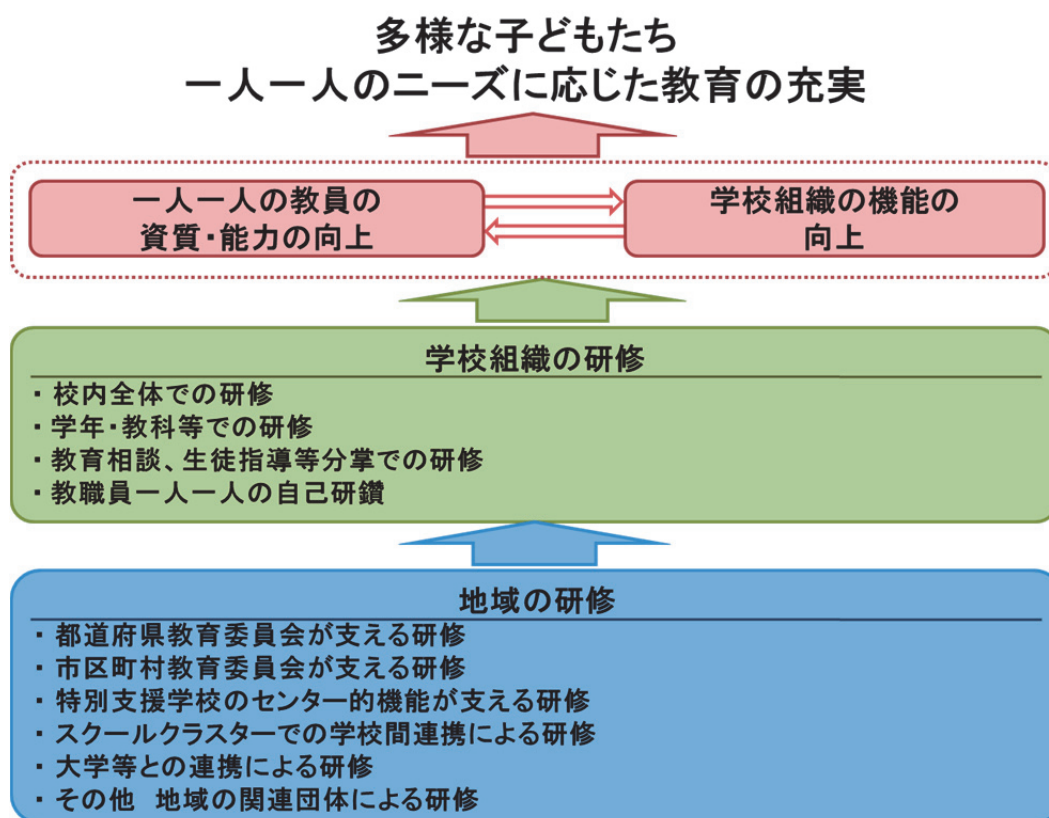 多様な子どもたち
一人一人のニーズに応じた教育の充実
一人一人の教員の
資質・能力の向上
学校組織の機能の
向上
学校組織の研修
・ 校内全体での研修
・ 学年・教科等での研修
・ 教育相談、生徒指導等分掌での研修
・ 教職員一人一人の自己研鑽
地域の研修
・ 都道府県教育委員会が支える研修
・ 市区町村教育委員会が支える研修
・ 特別支援学校のセンター的機能が支える研修
・ スクールクラスターでの学校間連携による研修
・ 大学等との連携による研修
・ その他 地域の関連団体による研修